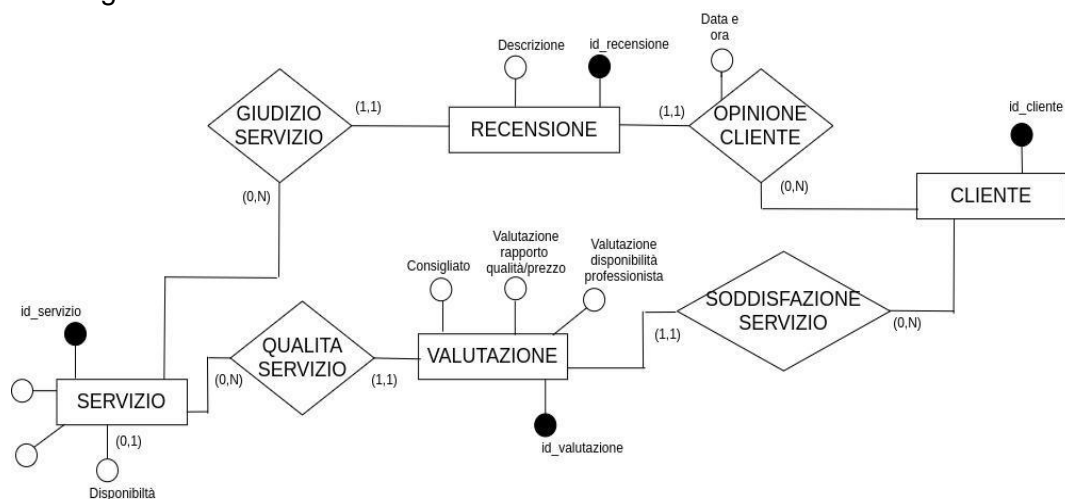 Data e
ora
Descrizione
id_recensione
GIUDIZIO
SERVIZIO
(1,1)
RECENSIONE
(1,1)
OPINIONE
CLIENTE
id_cliente
(0,N)
(0,N)
CLIENTE
Consigliato
Valutazione
rapporto
qualità/prezzo
Valutazione
disponibilità
professionista
SODDISFAZIONE
SERVIZIO
(1,1)
(0,N)
id_servizio
QUALITA
SERVIZIO
(0,N)
(1,1)
VALUTAZIONE
SERVIZIO
(0,1)
id_valutazione
Disponibiltà